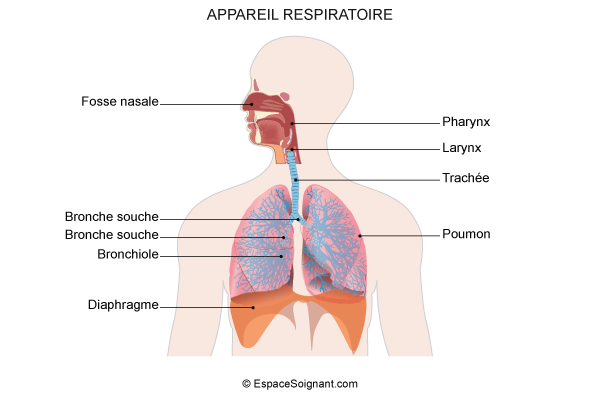 APPAREIL RESPIRATOIRE
Fosse nasale
Pharynx
Larynx
Trachée
Bronche souche
Bronche souche
Poumon
Bronchiole
Diaphragme
© EspaceSoignant.com